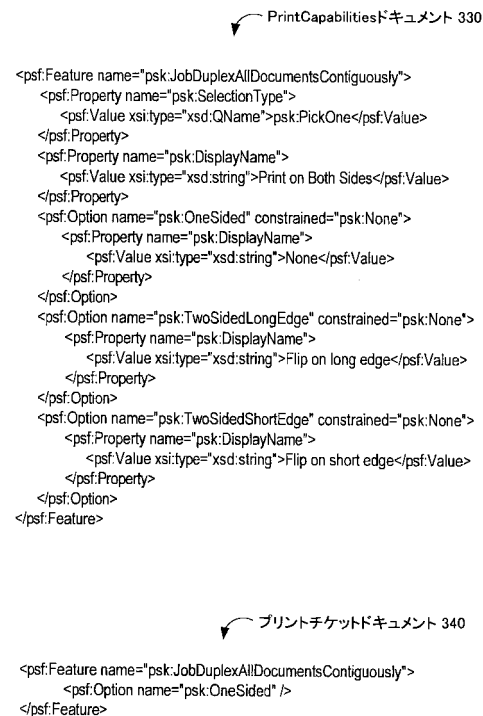 PrintCapabilitiesドキュメント 330
<psf:Feature name="psk:JobDuplexAllDocumentsContiguously">
<psf:Property name="psk:SelectionType">
<psf:Value xsi:type="xsd:QName">psk:PickOne</psf:Value>
</psf:Property>
<psf:Property name="psk:DisplayName">
<psf:Value xsi:type="xsd:string">Print on Both Sides</psf:Value>
</psf:Property>
<psf:Option name="psk:OneSided" constrained="psk:None">
<psf:Property name="psk:DisplayName">
<psf:Value xsi:type="xsd:string">None</psf:Value>
</psf:Property>
</psf:Option>
<psf:Option name="psk:TwoSidedLongEdge" constrained="psk:None">
<psf:Property name="psk:DisplayName">
<psf:Value xsi:type="xsd:string">Flip on long edge</psf:Value>
</psf:Property>
</psf:Option>
<psf:Option name="psk:TwoSidedShortEdge" constrained="psk:None">
<psf:Property name="psk:DisplayName">
<psf:Value xsi:type="xsd:string">Flip on short edge</psf:Value>
</psf:Property>
</psf:Option>
</psf:Feature>
プリントチケットドキュメント 340
<psf:Feature name="psk:JobDuplexAllDocumentsContiguously">
<psf:Option name="psk:OneSided" />
</psf:Feature>